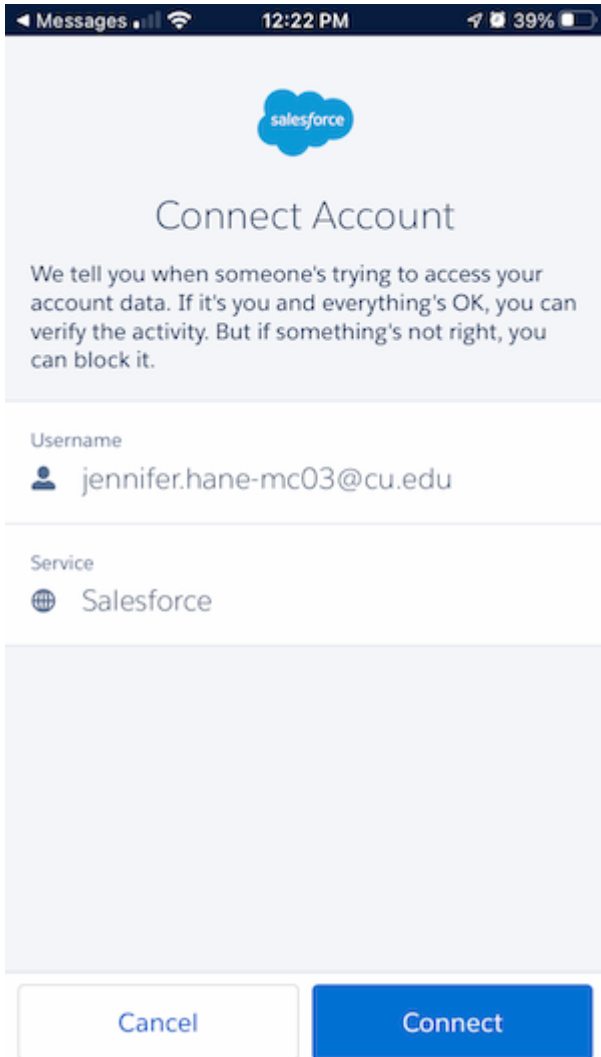 Messages 12:22 PM 39%
salesforce
Connect Account
We tell you when someone's trying to access your
account data. If it's you and everything's OK, you can
verify the activity. But if something's not right, you
can block it.
Username
jennifer.hane-mc03@cu.edu
Service
Salesforce
Cancel Connect